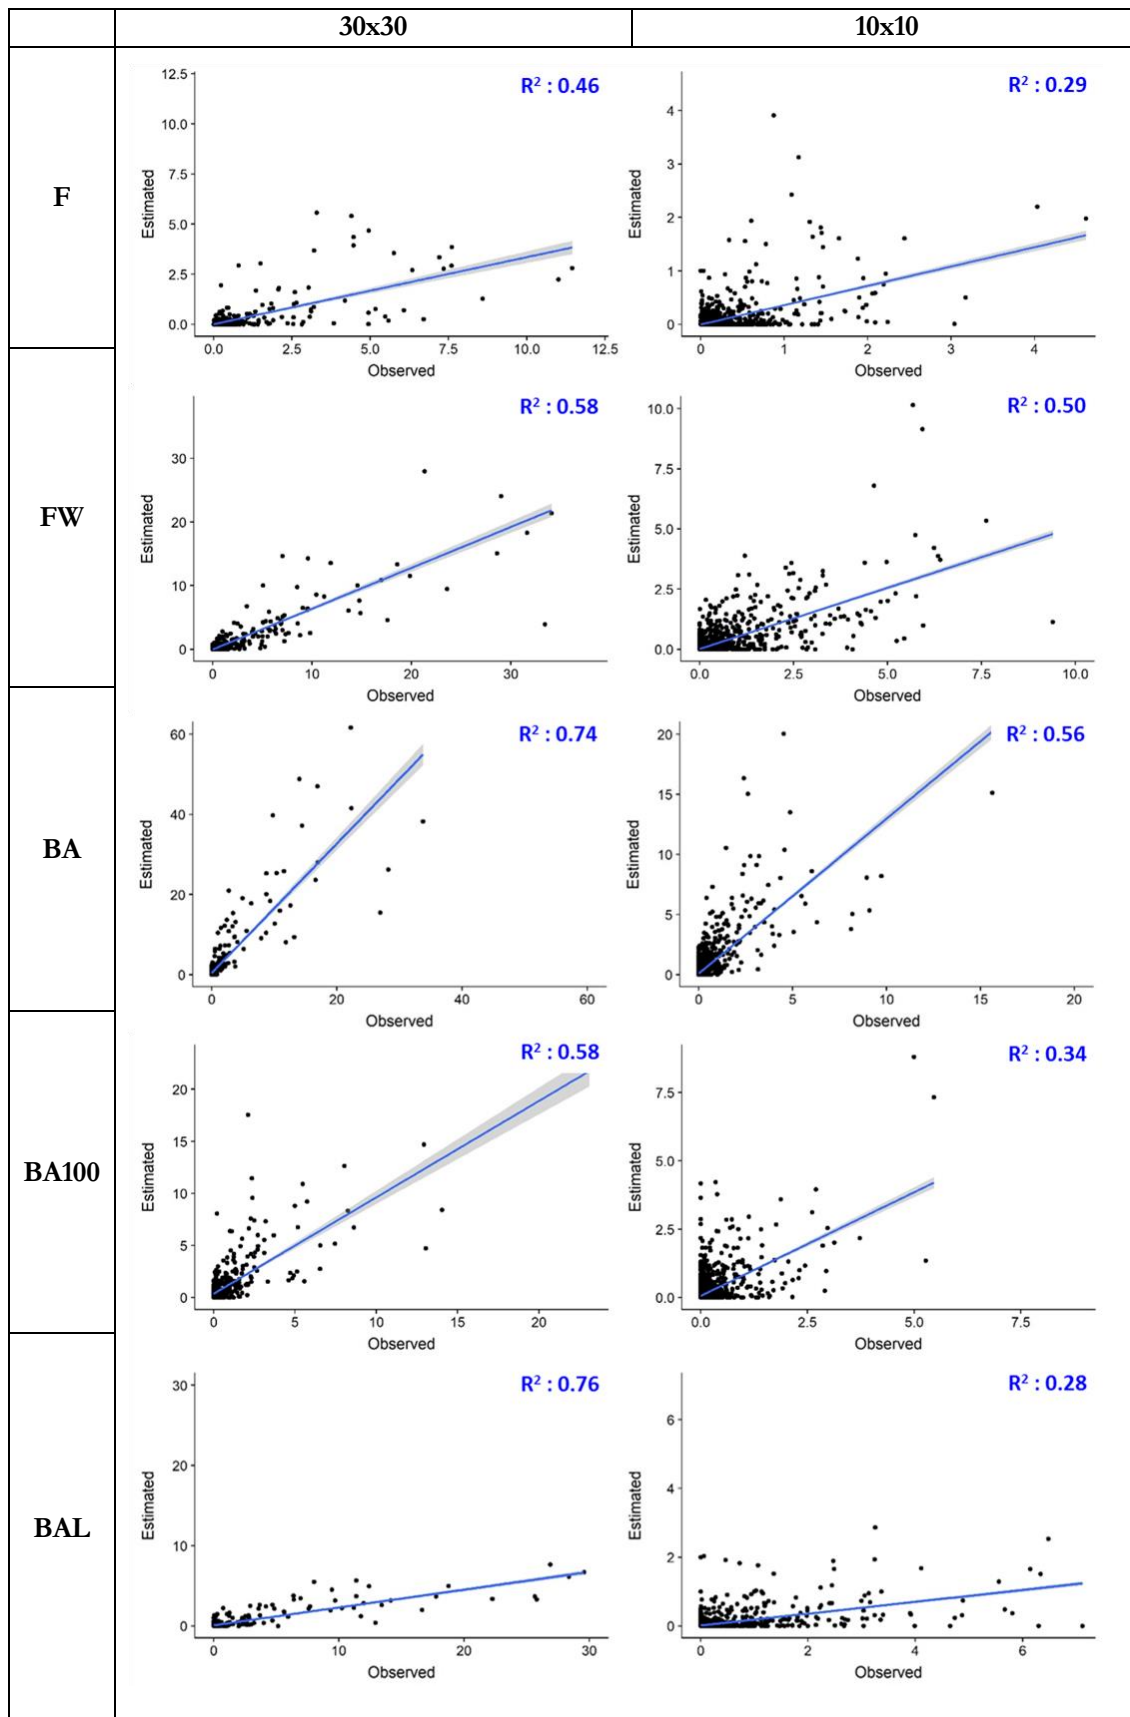 30x30 10x10
F
R² : 0.46
Estimated
12.5
10.0
7.5
5.0
2.5
0.0
0.0 2.5 5.0 7.5 10.0 12.5
Observed
R² : 0.29
Estimated
4
3
2
1
0
0 1 2 3 4
Observed
FW
R² : 0.58
Estimated
30
20
10
0
0 10 20 30
Observed
R² : 0.50
Estimated
10.0
7.5
5.0
2.5
0.0
0.0 2.5 5.0 7.5 10.0
Observed
BA
R² : 0.74
Estimated
60
40
20
0
0 20 40 60
Observed
R² : 0.56
Estimated
20
15
10
5
0
0 5 10 15 20
Observed
BA100
R² : 0.58
Estimated
20
15
10
5
0
0 5 10 15 20
Observed
R² : 0.34
Estimated
7.5
5.0
2.5
0.0
0.0 2.5 5.0 7.5
Observed
BAL
R² : 0.76
Estimated
30
20
10
0
0 10 20 30
Observed
R² : 0.28
Estimated
6
4
2
0
0 2 4 6
Observed